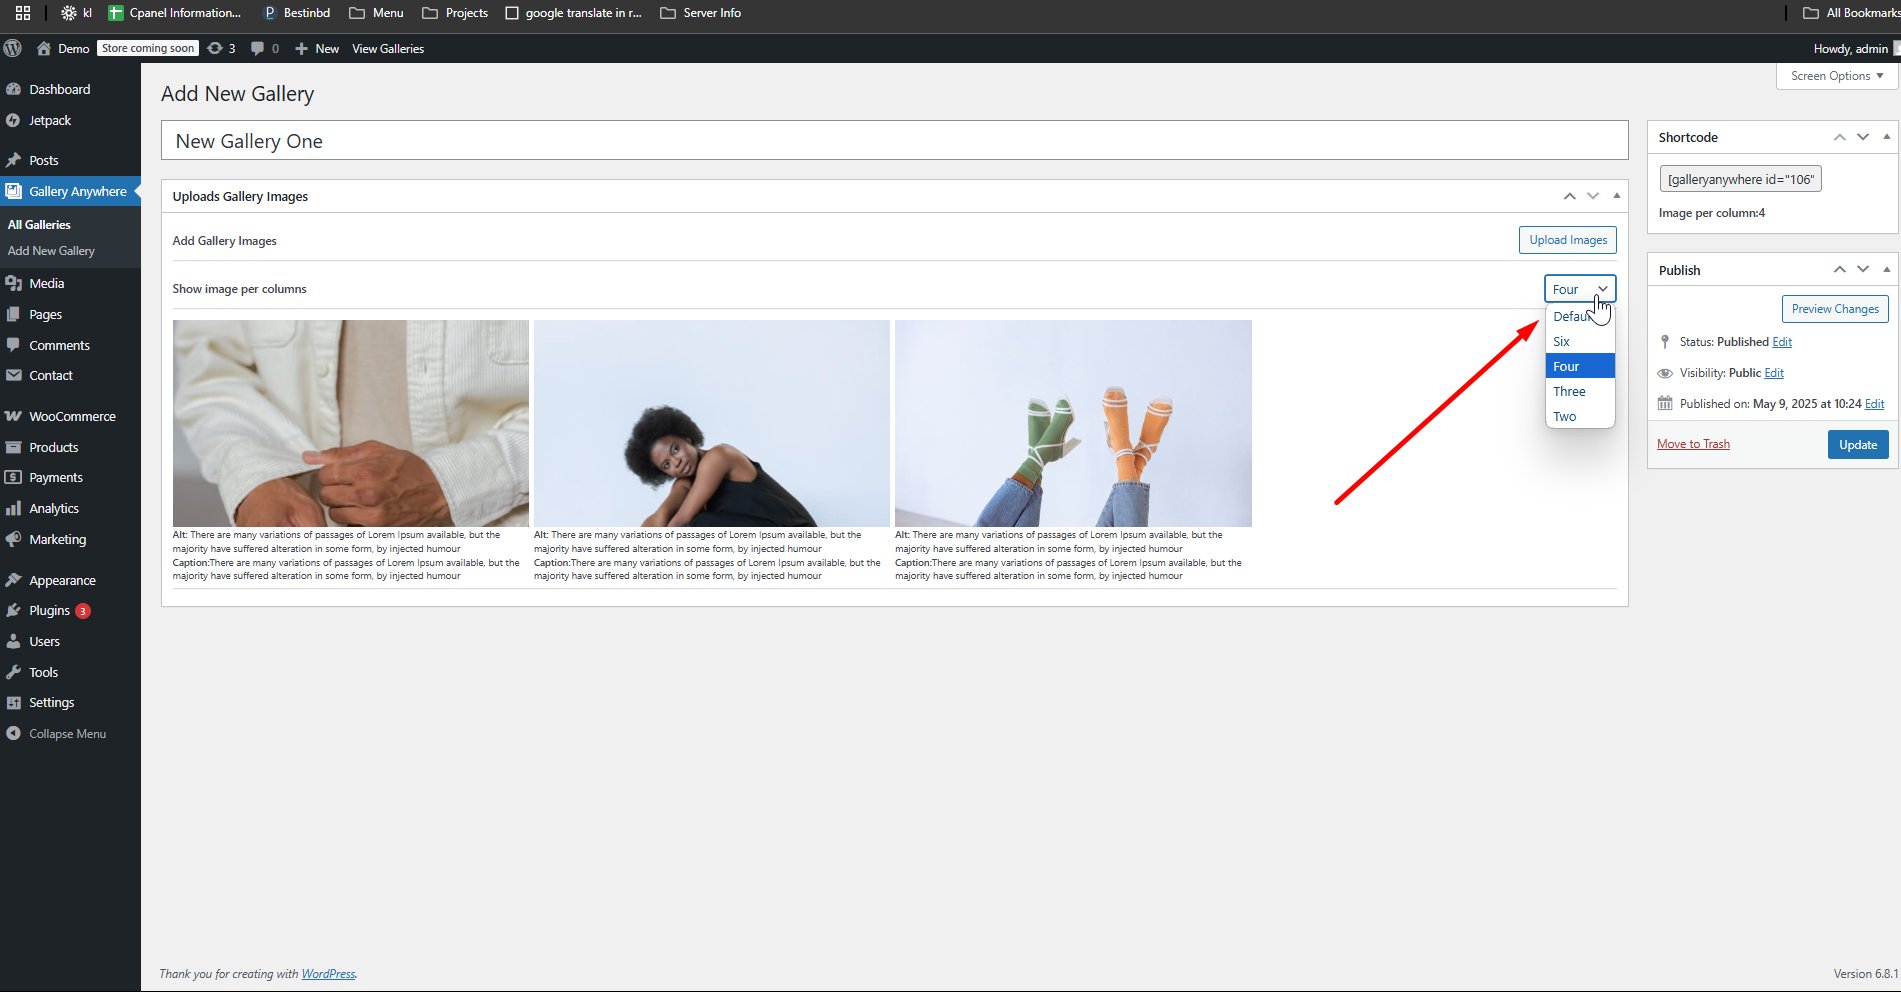 kl
Cpanel Information...
Bestinbd
Menu
Projects
google translate in r...
Server Info
All Bookmarks
Demo
Store coming soon
3
0
New
View Galleries
Howdy, admin
Screen Options
Dashboard
Jetpack
Posts
Gallery Anywhere
All Galleries
Add New Gallery
Media
Pages
Comments
Contact
WooCommerce
Products
Payments
Analytics
Marketing
Appearance
Plugins 3
Users
Tools
Settings
Collapse Menu
Add New Gallery
New Gallery One
Uploads Gallery Images
Add Gallery Images
Upload Images
Show image per columns
Four
Six
Four
Three
Two
Alt: There are many variations of passages of Lorem Ipsum available, but the
majority have suffered alteration in some form, by injected humour
Caption:There are many variations of passages of Lorem Ipsum available, but the
majority have suffered alteration in some form, by injected humour
Alt: There are many variations of passages of Lorem Ipsum available, but the
majority have suffered alteration in some form, by injected humour
Caption:There are many variations of passages of Lorem Ipsum available, but the
majority have suffered alteration in some form, by injected humour
Alt: There are many variations of passages of Lorem Ipsum available, but the
majority have suffered alteration in some form, by injected humour
Caption:There are many variations of passages of Lorem Ipsum available, but the
majority have suffered alteration in some form, by injected humour
Shortcode
[galleryanywhere id="106"
Image per column:4
Publish
Preview Changes
Status: Published Edit
Visibility: Public Edit
Published on: May 9, 2025 at 10:24 Edit
Move to Trash
Update
Thank you for creating with WordPress.
Version 6.8.1